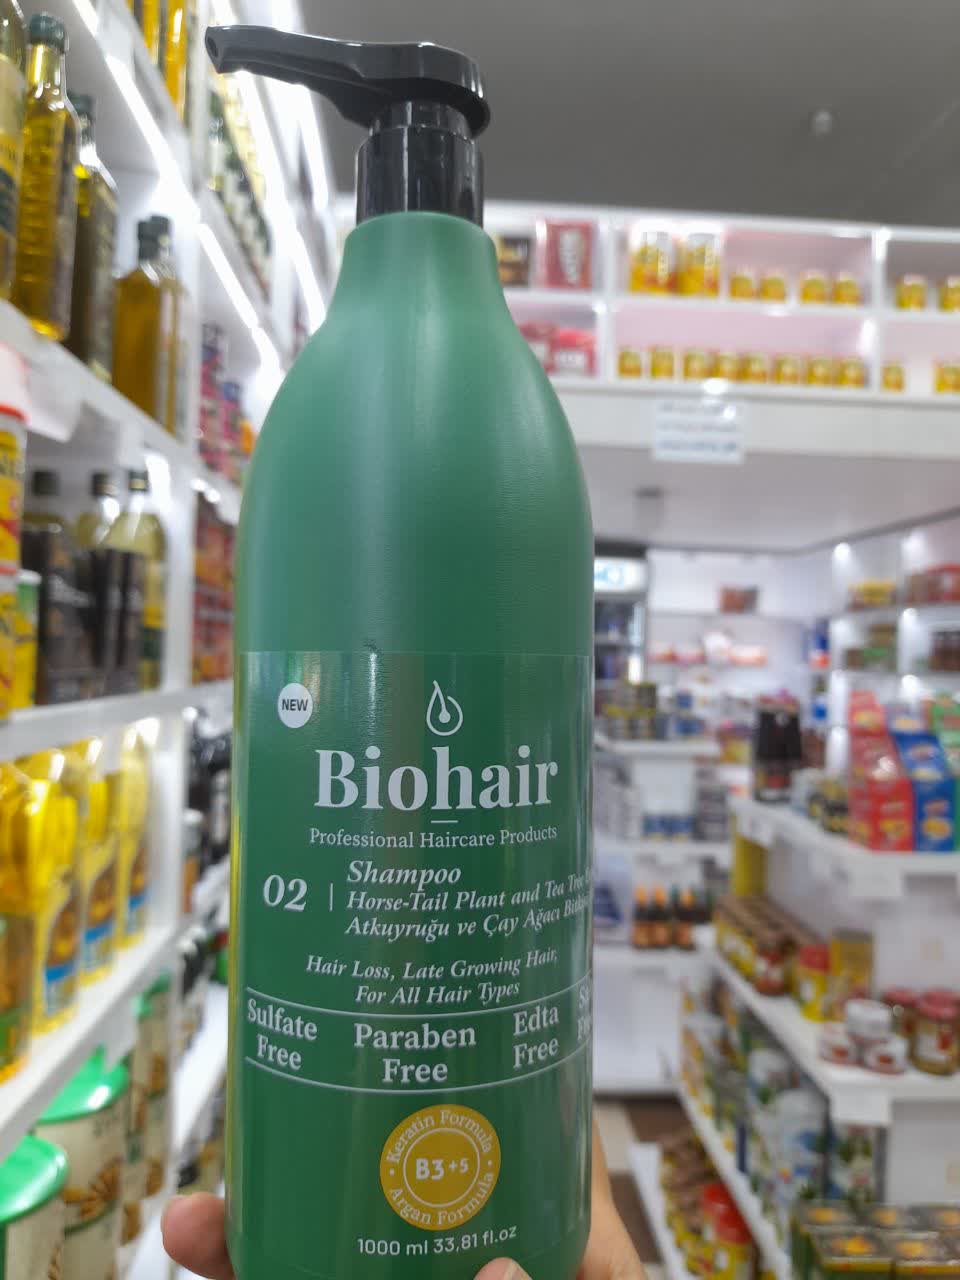 NEW
Biohair
Professional Haircare Products
02
Shampoo
Horse-Tail Plant and Tea Tree
Atkuyruğu ve Çay Ağacı
Hair Loss, Late Growing Hair,
For All Hair Types
Sulfate Free
Paraben Free
Edta Free
Keratin Formula
B3+5
Argan Formula
1000 ml 33,81 fl.oz